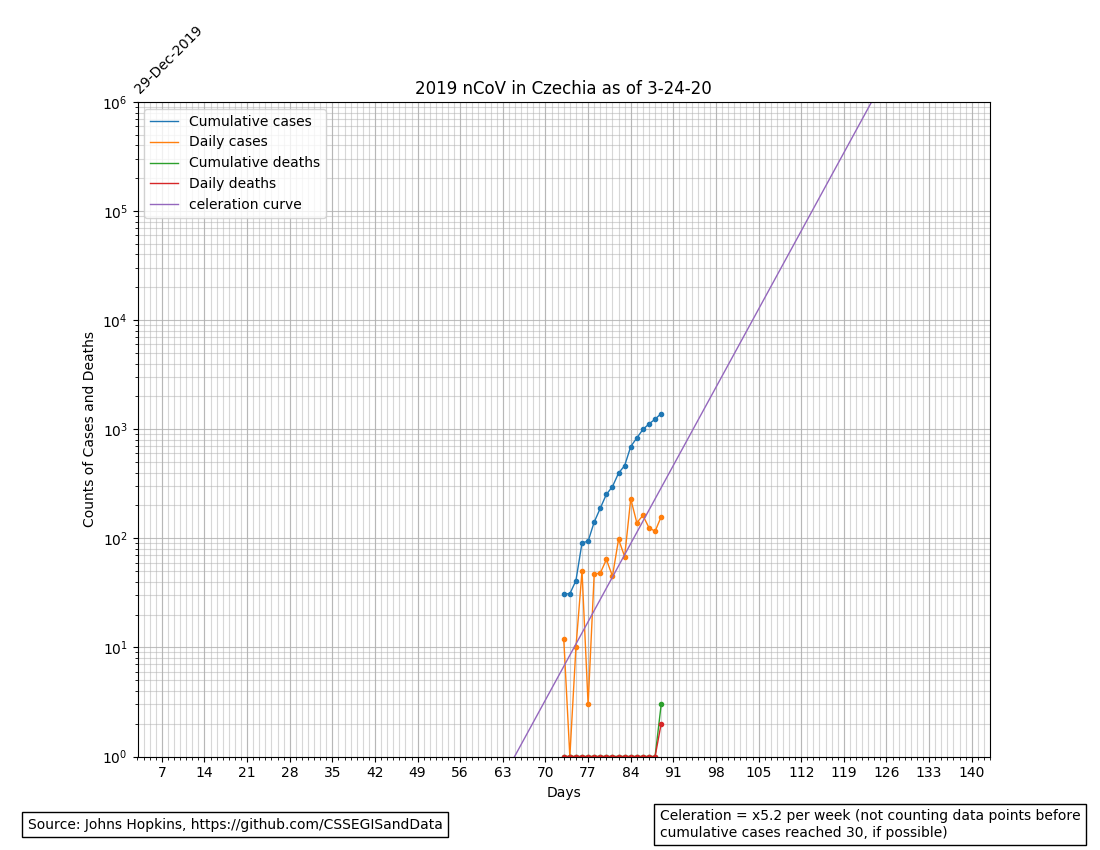 29-Dec-2019
2019 nCoV in Czechia as of 3-24-20
Cumulative cases
Daily cases
Cumulative deaths
Daily deaths
celeration curve
Counts of Cases and Deaths
10^6
10^5
10^4
10^3
10^2
10^1
10^0
7 14 21 28 35 42 49 56 63 70 77 84 91 98 105 112 119 126 133 140
Days
Source: Johns Hopkins, https://github.com/CSSEGISandData
Celeration = x5.2 per week (not counting data points before
cumulative cases reached 30, if possible)